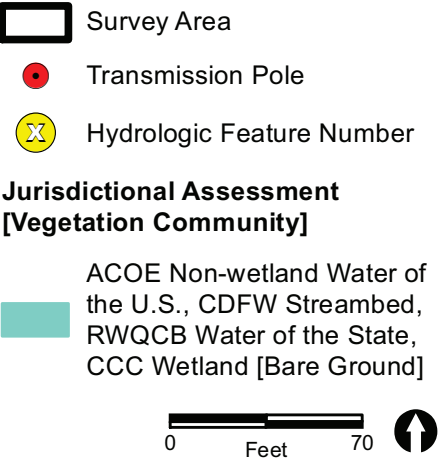 Survey Area
Transmission Pole
X Hydrologic Feature Number
Jurisdictional Assessment
[Vegetation Community]
ACOE Non-wetland Water of
the U.S., CDFW Streambed,
RWQCB Water of the State,
CCC Wetland [Bare Ground]
0 Feet 70